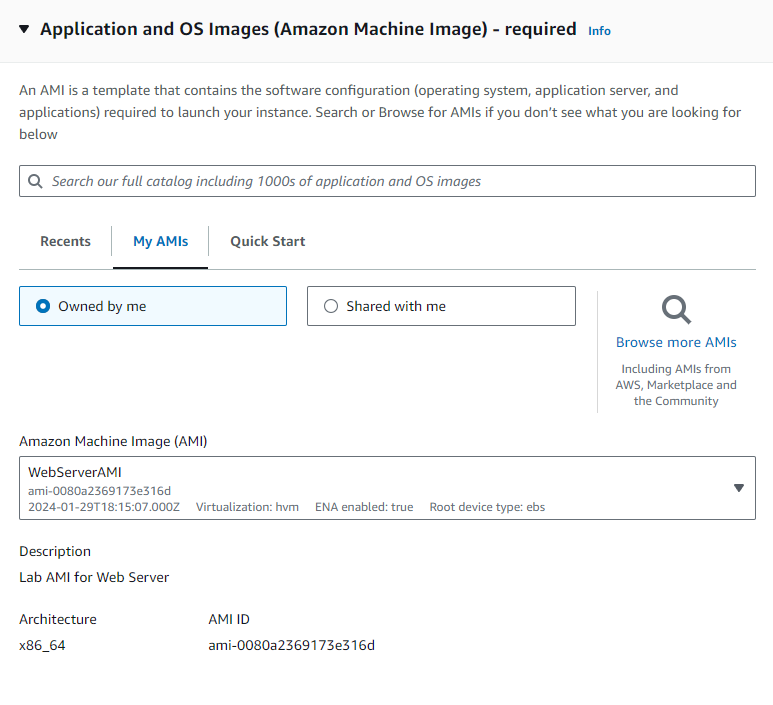 Application and OS Images (Amazon Machine Image) - required Info
An AMI is a template that contains the software configuration (operating system, application server, and
applications) required to launch your instance. Search or Browse for AMIs if you don’t see what you are looking for
below
Search our full catalog including 1000s of application and OS images
Recents
My AMIs
Quick Start
Owned by me
Shared with me
Browse more AMIs
Including AMIs from
AWS, Marketplace and
the Community
Amazon Machine Image (AMI)
WebServerAMI
ami-0080a2369173e316d
2024-01-29T18:15:07.000Z Virtualization: hvm ENA enabled: true Root device type: ebs
Description
Lab AMI for Web Server
Architecture AMI ID
x86_64 ami-0080a2369173e316d